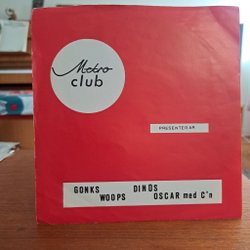 Metro
club
PRESENTERAR
GONKS DINOS
WOOPS OSCAR med C'n